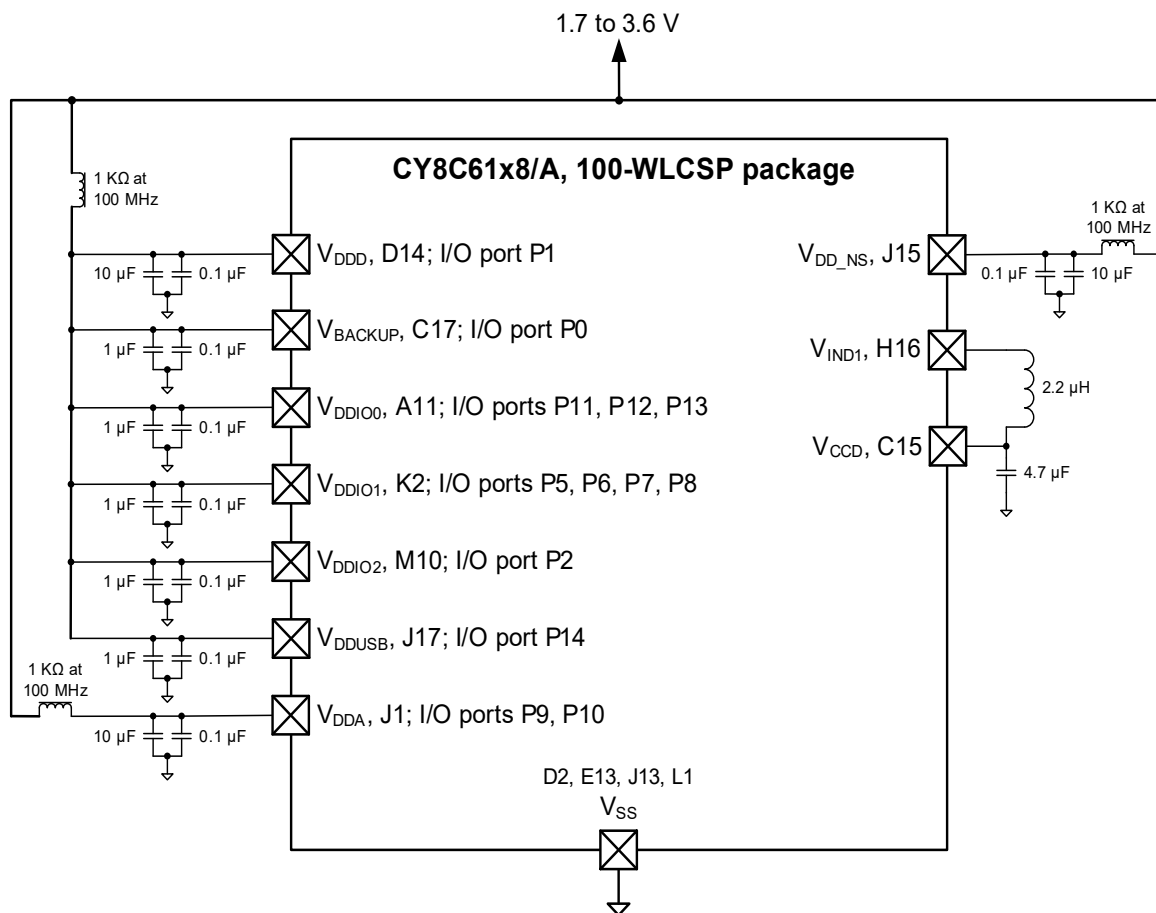 1.7 to 3.6 V
CY8C61x8/A, 100-WLCSP package
1 KΩ at
100 MHz
10 µF
0.1 µF
VDDD, D14; I/O port P1
1 µF
0.1 µF
VBACKUP, C17; I/O port P0
1 µF
0.1 µF
VDDIO0, A11; I/O ports P11, P12, P13
1 µF
0.1 µF
VDDIO1, K2; I/O ports P5, P6, P7, P8
1 µF
0.1 µF
VDDIO2, M10; I/O port P2
1 µF
0.1 µF
VDDUSB, J17; I/O port P14
1 KΩ at
100 MHz
10 µF
0.1 µF
VDDA, J1; I/O ports P9, P10
VDD_NS, J15
0.1 µF
10 µF
1 KΩ at
100 MHz
VIND1, H16
2.2 µH
VCCD, C15
4.7 µF
D2, E13, J13, L1
VSS